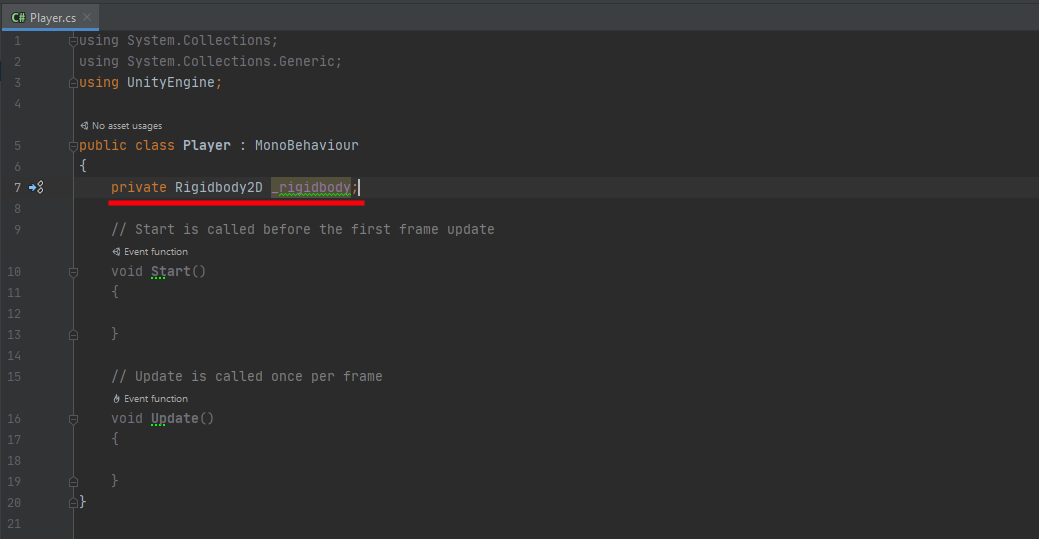 C# Player.cs
1 using System.Collections;
2 using System.Collections.Generic;
3 using UnityEngine;
4
No asset usages
5 public class Player : MonoBehaviour
6 {
7 private Rigidbody2D _rigidbody;
8
9 // Start is called before the first frame update
Event function
10 void Start()
11 {
12
13 }
14
15 // Update is called once per frame
Event function
16 void Update()
17 {
18
19 }
20 }
21